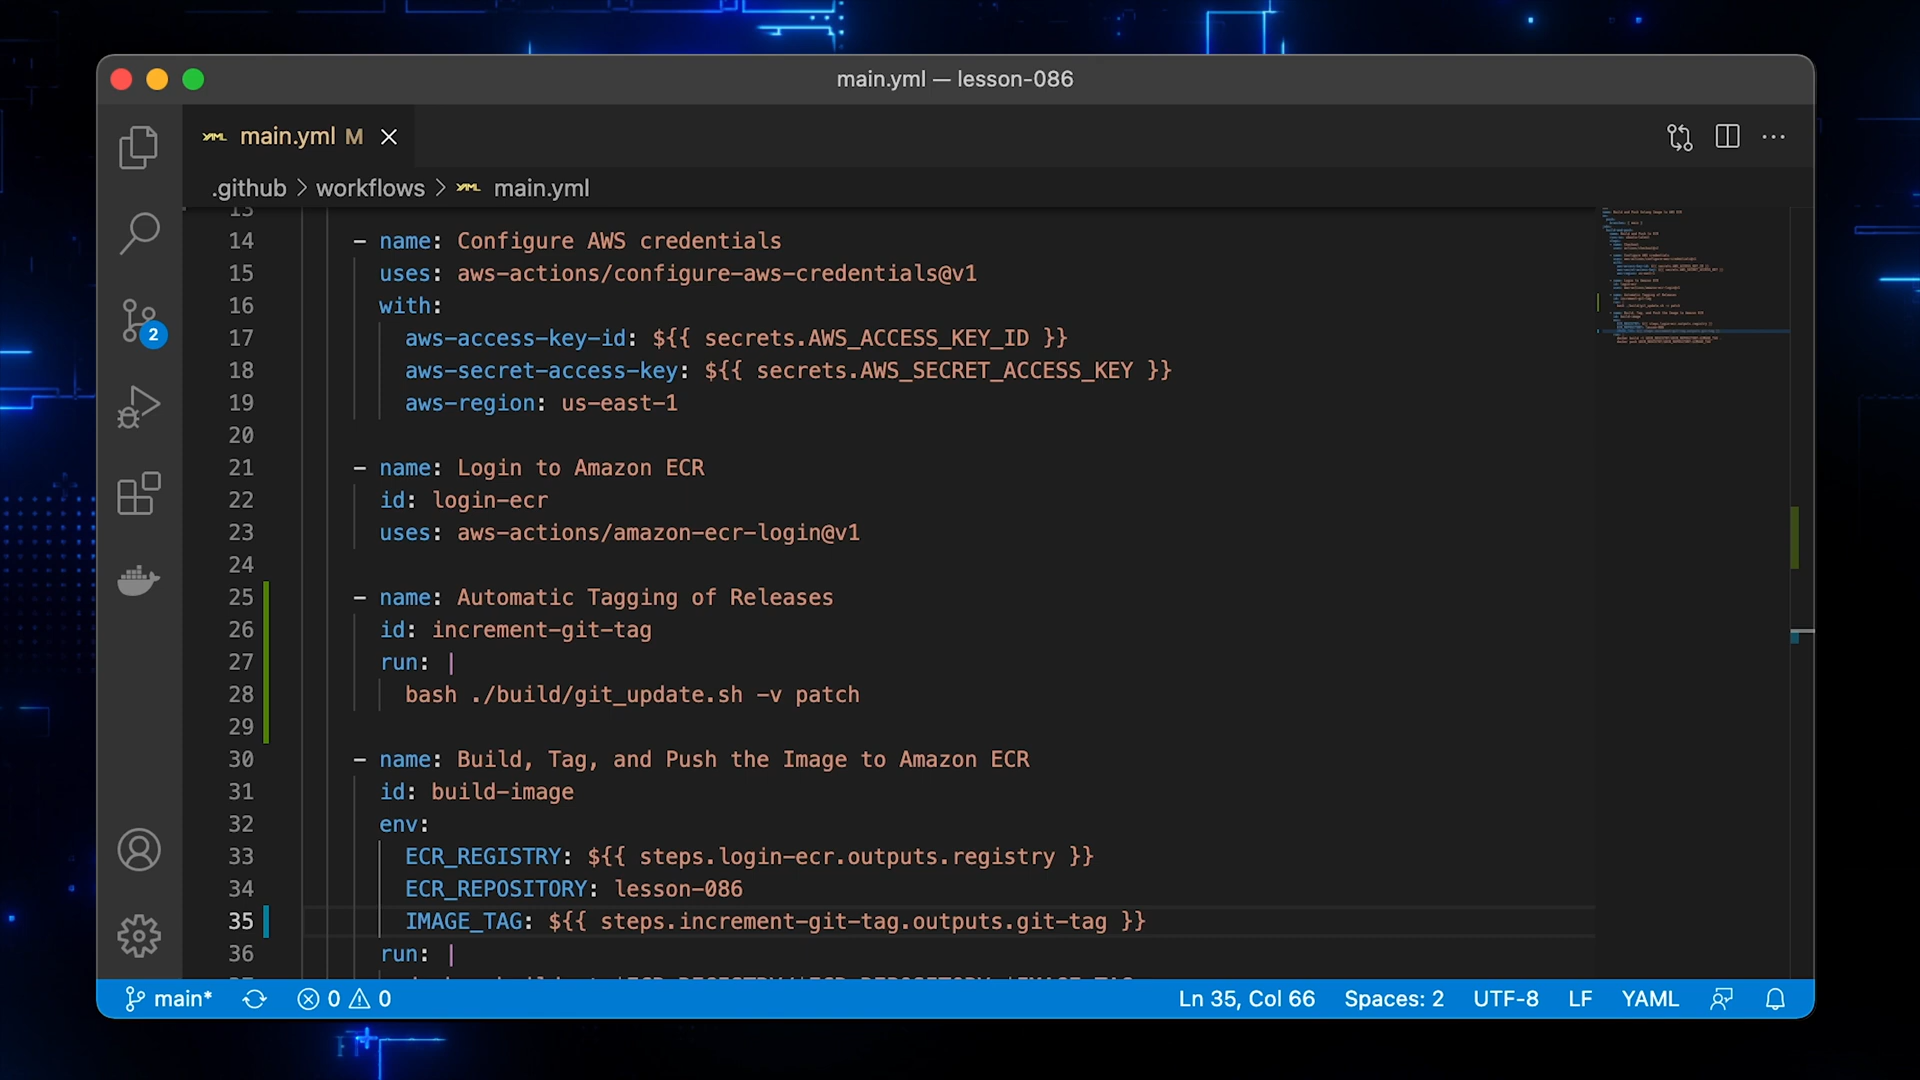 main.yml — lesson-086
YAML main.yml M
.github > workflows > YAML main.yml
13
14 - name: Configure AWS credentials
15 uses: aws-actions/configure-aws-credentials@v1
16 with:
17 aws-access-key-id: ${{ secrets.AWS_ACCESS_KEY_ID }}
18 aws-secret-access-key: ${{ secrets.AWS_SECRET_ACCESS_KEY }}
19 aws-region: us-east-1
20
21 - name: Login to Amazon ECR
22 id: login-ecr
23 uses: aws-actions/amazon-ecr-login@v1
24
25 - name: Automatic Tagging of Releases
26 id: increment-git-tag
27 run: |
28 bash ./build/git_update.sh -v patch
29
30 - name: Build, Tag, and Push the Image to Amazon ECR
31 id: build-image
32 env:
33 ECR_REGISTRY: ${{ steps.login-ecr.outputs.registry }}
34 ECR_REPOSITORY: lesson-086
35 IMAGE_TAG: ${{ steps.increment-git-tag.outputs.git-tag }}
36 run: |
2
main* 0 0 Ln 35, Col 66 Spaces: 2 UTF-8 LF YAML